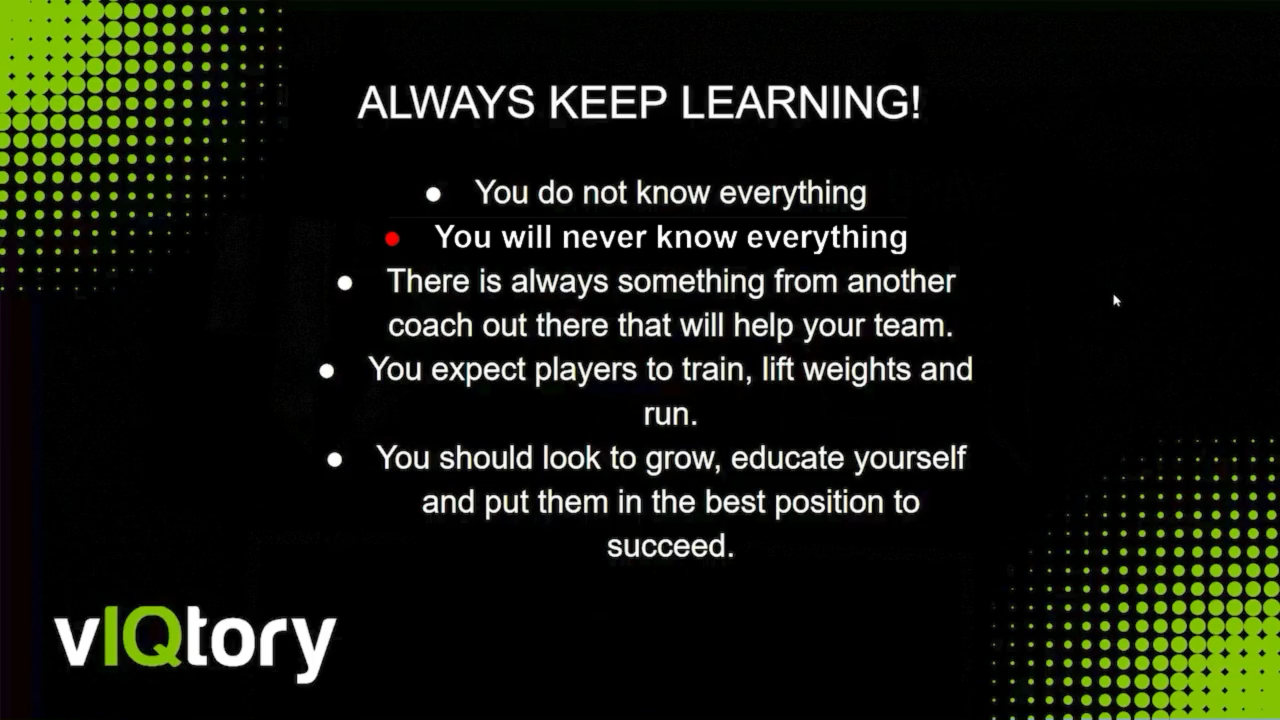 ALWAYS KEEP LEARNING!
● You do not know everything
● You will never know everything
● There is always something from another
coach out there that will help your team.
● You expect players to train, lift weights and
run.
● You should look to grow, educate yourself
and put them in the best position to
succeed.
vIQtory